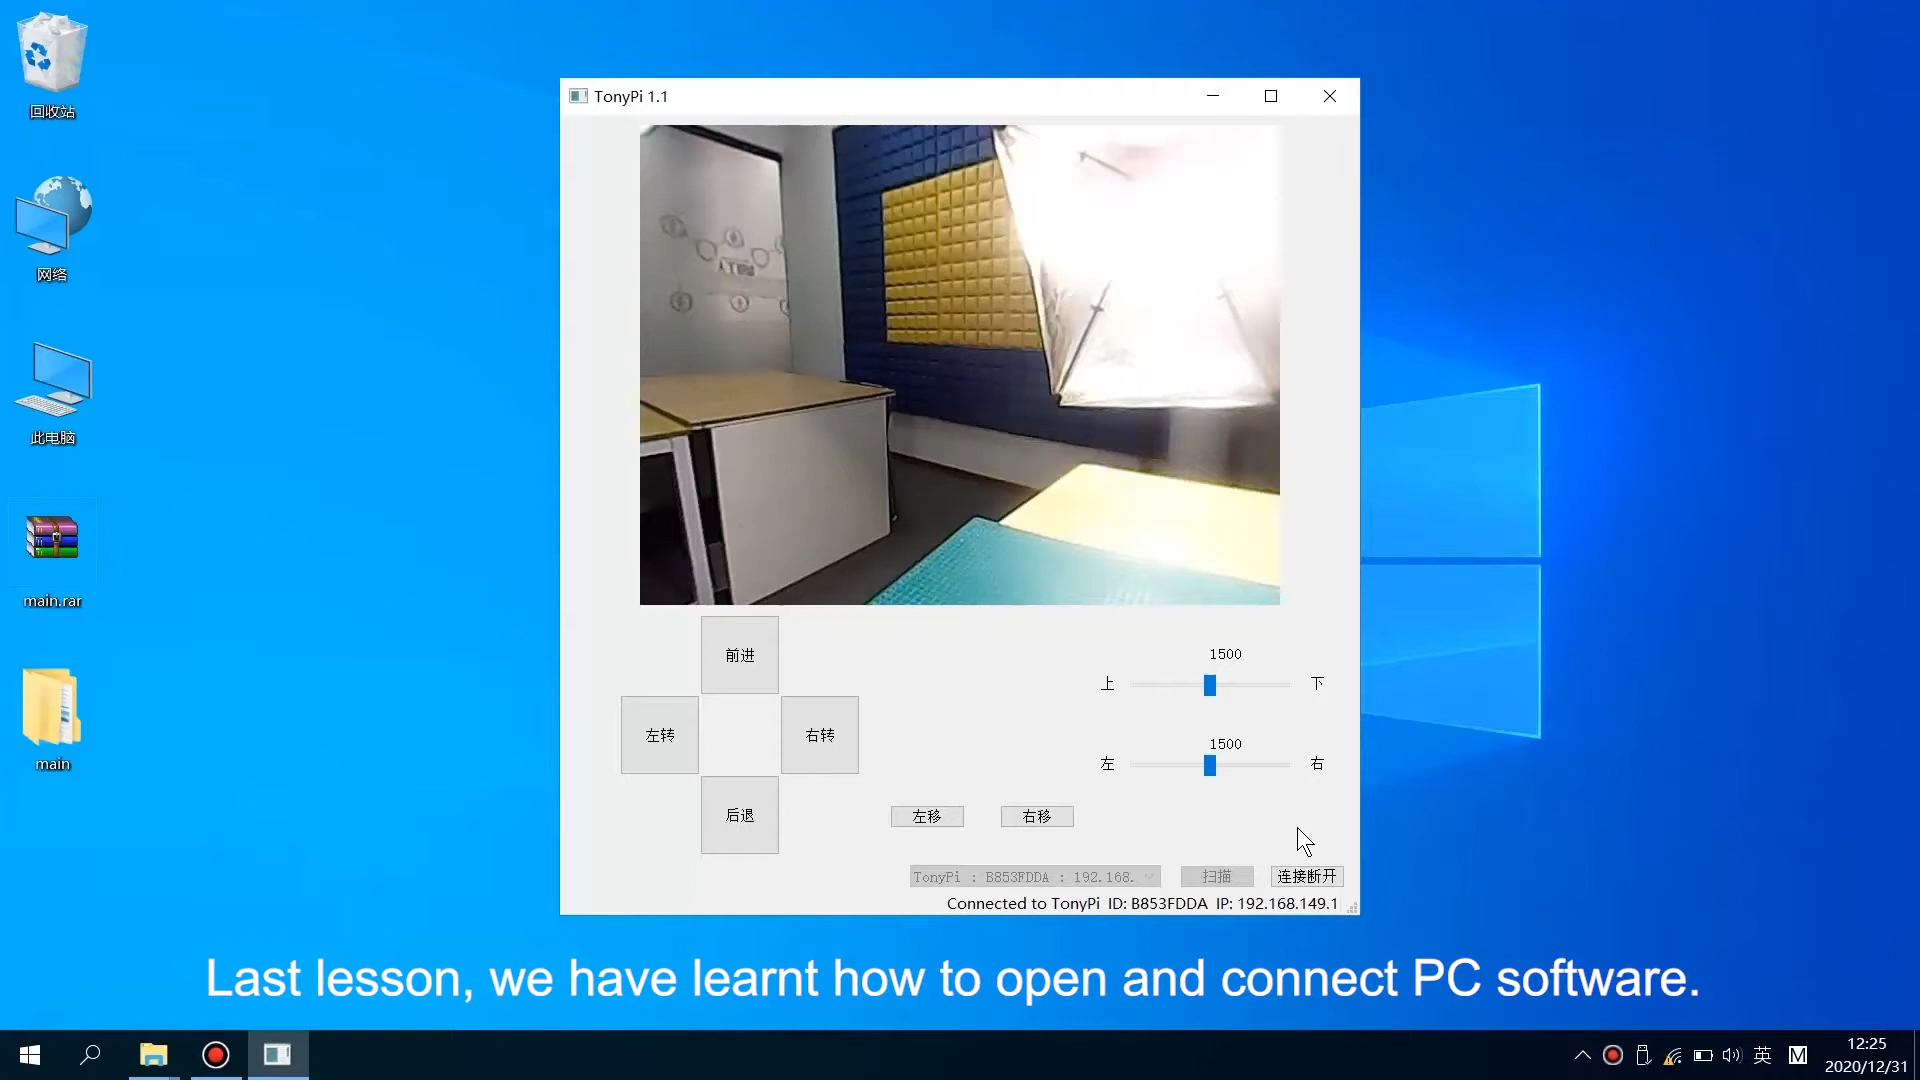 回收站
网络
此电脑
main.rar
main
TonyPi 1.1
前进
左转
右转
后退
左移
右移
1500
上
下
1500
左
右
TonyPi : B853FDDA : 192.168.
扫描
连接断开
Connected to TonyPi ID: B853FDDA IP: 192.168.149.1
Last lesson, we have learnt how to open and connect PC software.
英
M
12:25
2020/12/31